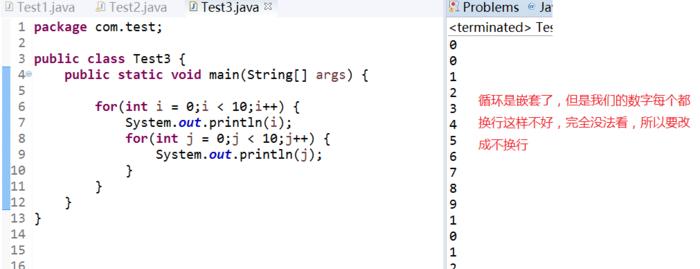 Test1.java Test2.java Test3.java
1 package com.test;
2
3 public class Test3 {
4 public static void main(String[] args) {
5
6 for(int i = 0;i < 10;i++) {
7 System.out.println(i);
8 for(int j = 0;j < 10;j++) {
9 System.out.println(j);
10 }
11 }
12 }
13 }
14
15
16
Problems
<terminated> Tes
0
0
1
2
3
4
5
6
7
8
9
1
0
1
2
循环是嵌套了，但是我们的数字每个都
换行这样不好，完全没法看，所以要改
成不换行